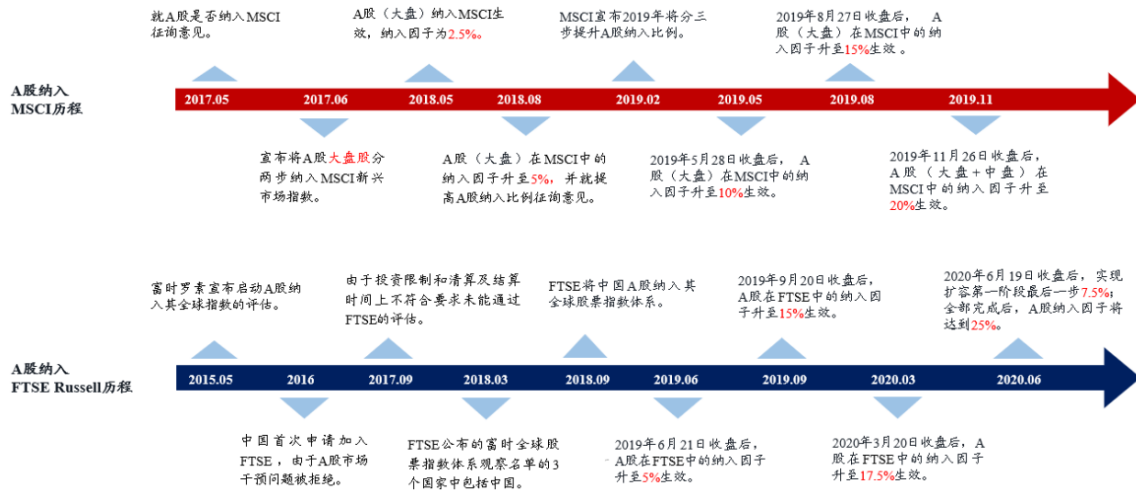 就A股是否纳入MSCI
征询意见。
A股（大盘）纳入MSCI生
效，纳入因子为2.5%。
MSCI宣布2019年将分三
步提升A股纳入比例。
2019年8月27日收盘后， A
股（大盘）在MSCI中的纳
入因子升至15%生效 。
A股纳入
MSCI历程
2017.05
2017.06
2018.05
2018.08
2019.02
2019.05
2019.08
2019.11
宣布将A股大盘股分
两步纳入MSCI新兴
市场指数。
A股（大盘）在MSCI中的
纳入因子升至5%，并就提
高A股纳入比例征询意见。
2019年5月28日收盘后， A
股（大盘）在MSCI中的纳
入因子升至10%生效。
2019年11月26日收盘后，
A股（大盘+中盘）在
MSCI中的纳入因子升至
20%生效。
富时罗素宣布启动A股纳
入其全球指数的评估。
由于投资限制和清算及结算
时间上不符合要求未能通过
FTSE的评估。
FTSE将中国A股纳入其
全球股票指数体系。
2019年9月20日收盘后，
A股在FTSE中的纳入因
子升至15%生效。
2020年6月19日收盘后，实现
扩容第一阶段最后一步7.5%；
全部完成后，A股纳入因子将
达到25%。
A股纳入
FTSE Russell历程
2015.05
2016
2017.09
2018.03
2018.09
2019.06
2019.09
2020.03
2020.06
中国首次申请加入
FTSE ，由于A股市场
干预问题被拒绝。
FTSE公布的富时全球股
票指数体系观察名单的3
个国家中包括中国。
2019年6月21日收盘后，
A股在FTSE中的纳入因子
升至5%生效。
2020年3月20日收盘后，A
股在FTSE中的纳入因子
升至17.5%生效。